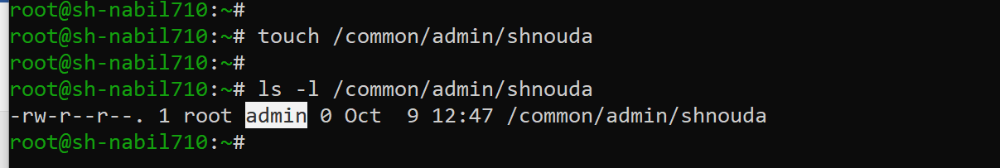 root@sh-nabil710:~#
root@sh-nabil710:~# touch /common/admin/shnouda
root@sh-nabil710:~#
root@sh-nabil710:~# ls -l /common/admin/shnouda
-rw-r--r--. 1 root admin 0 Oct  9 12:47 /common/admin/shnouda
root@sh-nabil710:~#